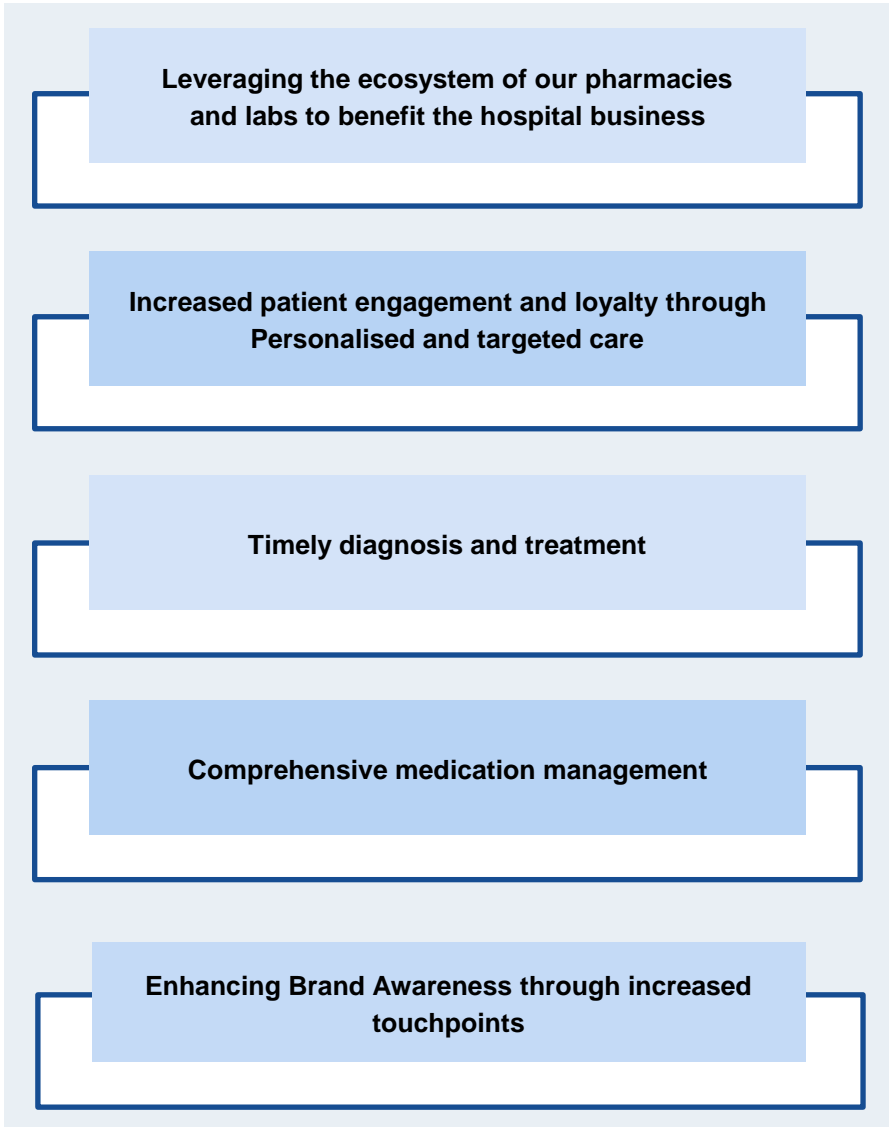 Leveraging the ecosystem of our pharmacies
and labs to benefit the hospital business
Increased patient engagement and loyalty through
Personalised and targeted care
Timely diagnosis and treatment
Comprehensive medication management
Enhancing Brand Awareness through increased
touchpoints